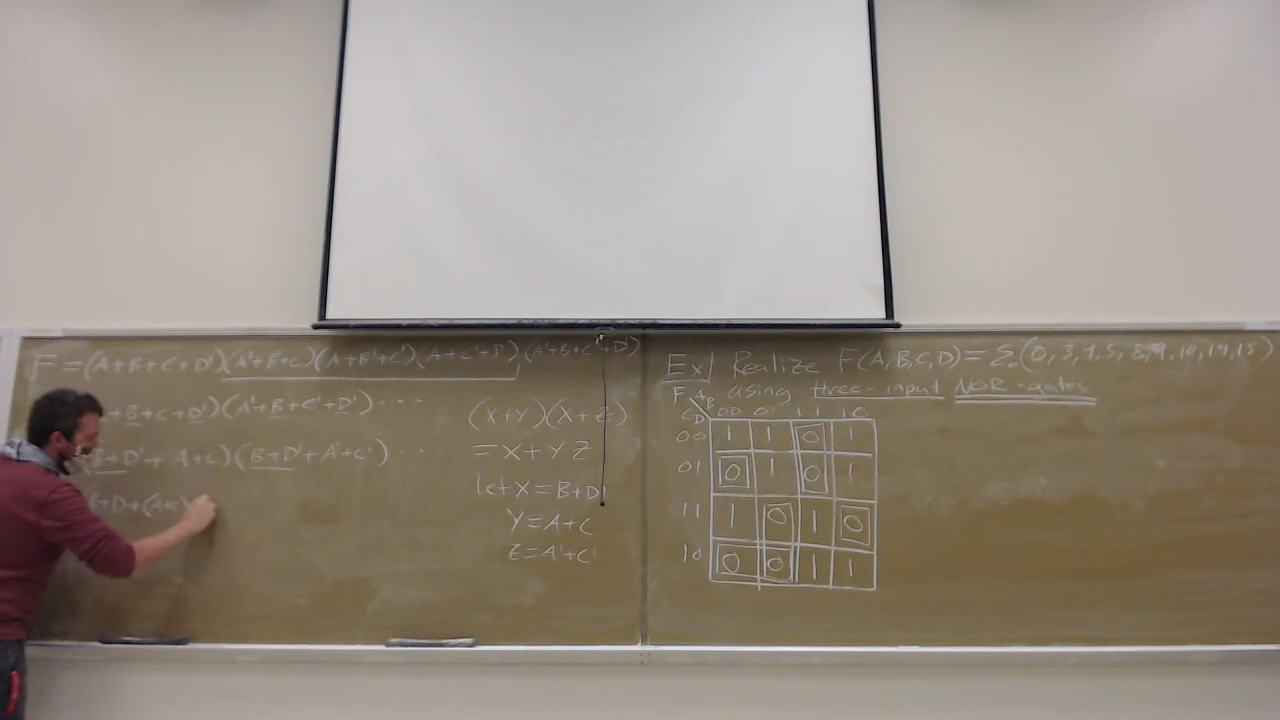 F=(A+B+C+D')(A'+B'+C)(A+B'+C')(A+C'+D)(A'+B+C'+D')
+B+C+D')(A'+B+C'+D')...
(B+D'+A+C)(B+D'+A'+C')...
+D+(A+C)
(X+Y)(X+Z)
=X+YZ
let X=B+D
Y=A+C
Z=A'+C'
Ex] Realize F(A,B,C,D)=Σ(0,3,4,5,8,9,10,14,15)
using three-input NOR-gates
F AB
CD 00 01 11 10
00 1 1 0 1
01 0 1 0 1
11 1 0 1 0
10 0 0 1 1